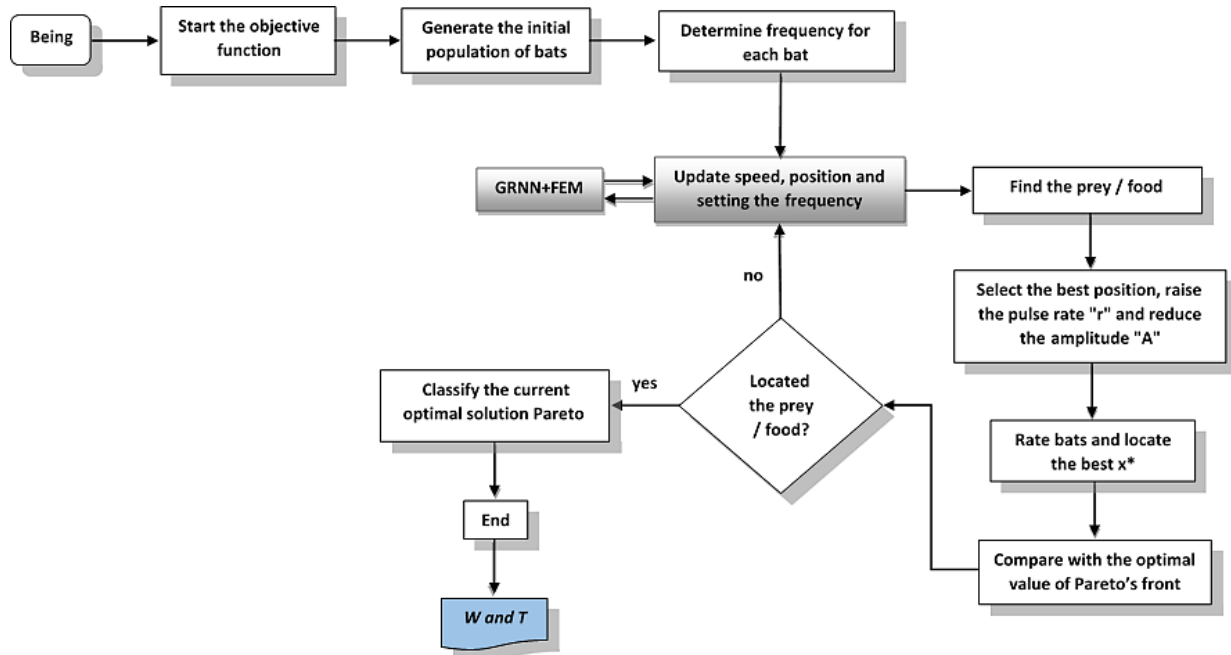 Being
Start the objective
function
Generate the initial
population of bats
Determine frequency for
each bat
GRNN+FEM
Update speed, position and
setting the frequency
Find the prey / food
Select the best position, raise
the pulse rate "r" and reduce
the amplitude "A"
Rate bats and locate
the best x*
Compare with the optimal
value of Pareto's front
Located
the prey
/ food?
no
yes
Classify the current
optimal solution Pareto
End
W and T